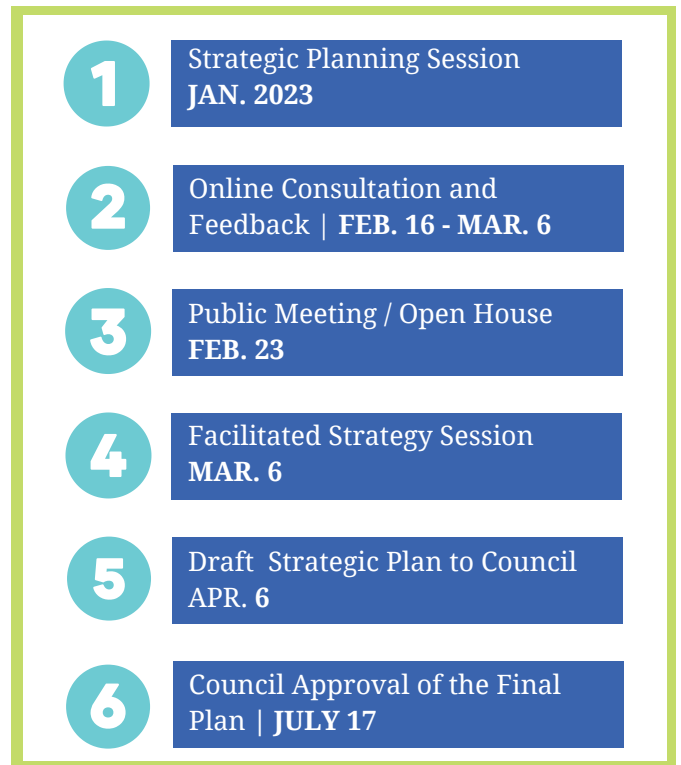 1
Strategic Planning Session
JAN. 2023
2
Online Consultation and
Feedback | FEB. 16 - MAR. 6
3
Public Meeting / Open House
FEB. 23
4
Facilitated Strategy Session
MAR. 6
5
Draft  Strategic Plan to Council
APR. 6
6
Council Approval of the Final
Plan | JULY 17